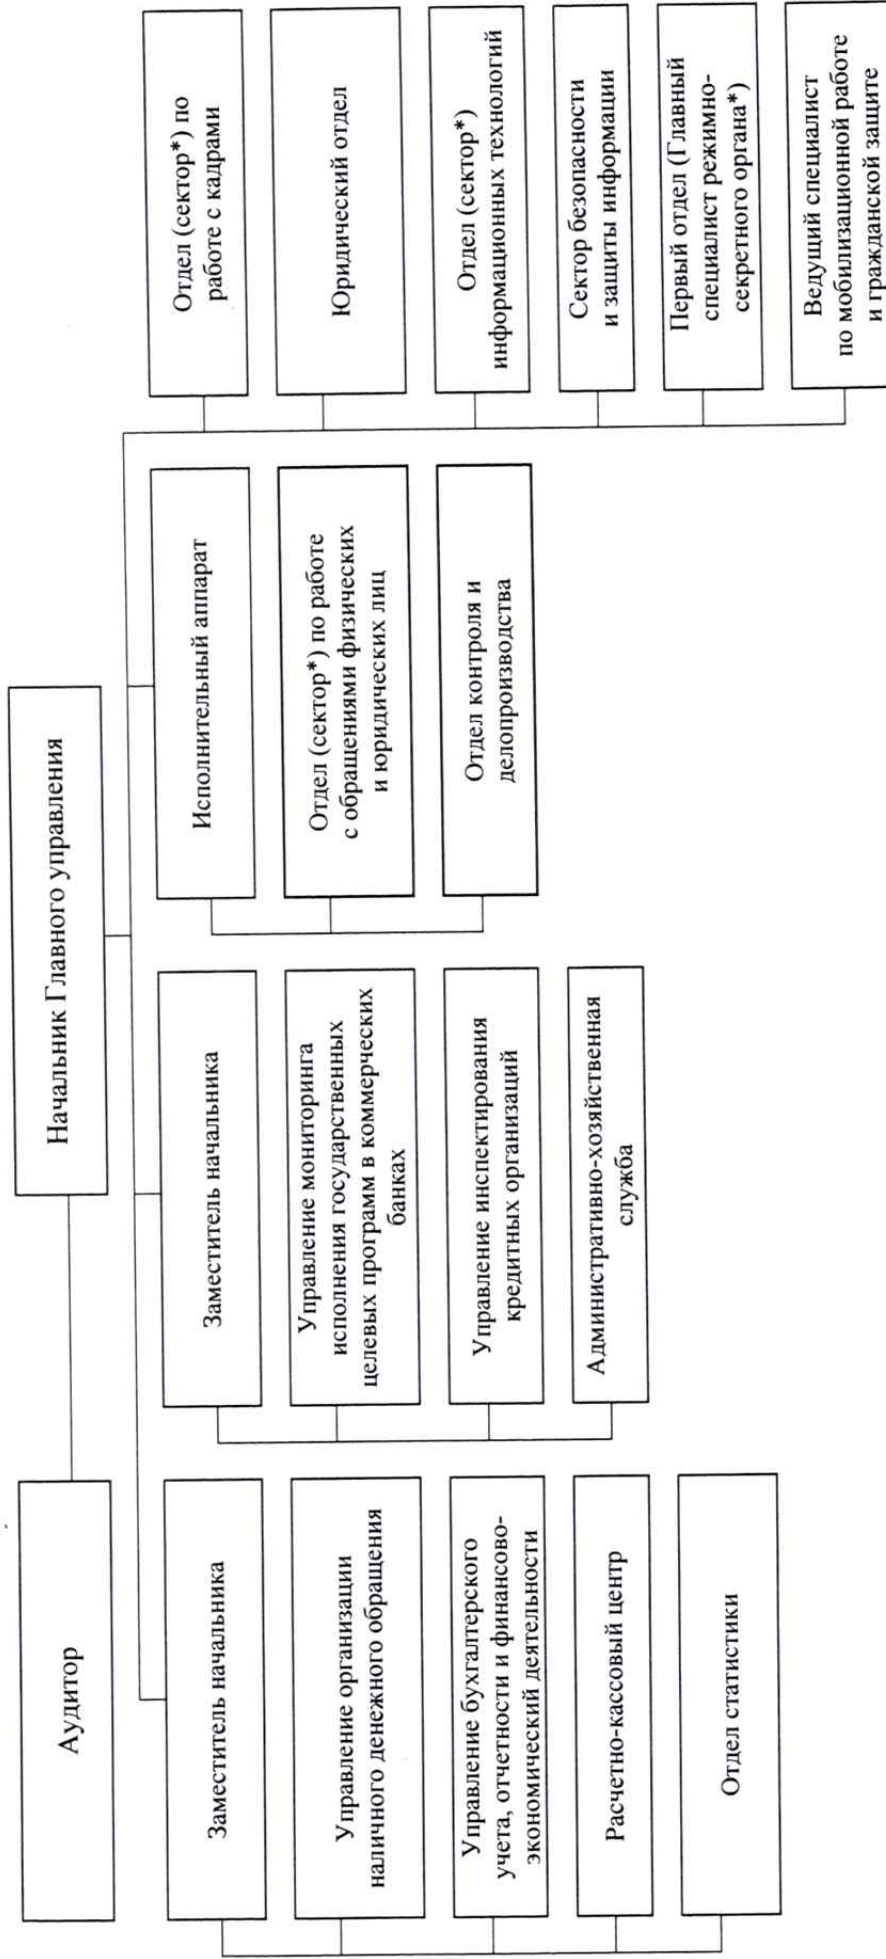 Начальник Главного управления
Аудитор
Заместитель начальника
Управление организации
наличного денежного обращения
Управление бухгалтерского
учета, отчетности и финансово-
экономический деятельности
Расчетно-кассовый центр
Отдел статистики
Заместитель начальника
Управление мониторинга
исполнения государственных
целевых программ в коммерческих
банках
Управление инспектирования
кредитных организаций
Административно-хозяйственная
служба
Исполнительный аппарат
Отдел (сектор*) по работе
с обращениями физических
и юридических лиц
Отдел контроля и
делопроизводства
Отдел (сектор*) по
работе с кадрами
Юридический отдел
Отдел (сектор*)
информационных технологий
Сектор безопасности
и защиты информации
Первый отдел (Главный
специалист режимно-
секретного органа*)
Ведущий специалист
по мобилизационной работе
и гражданской защите